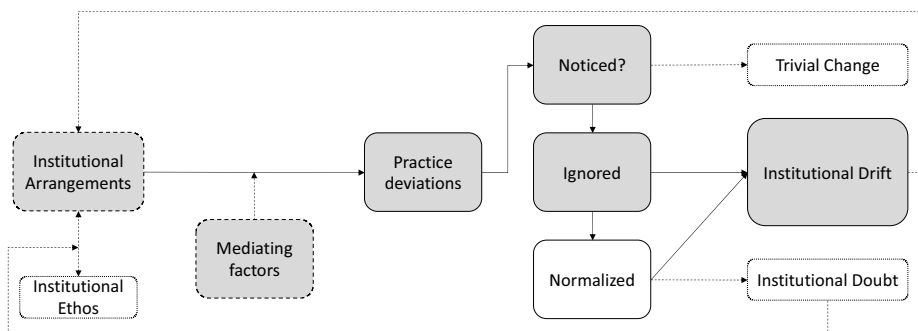 Noticed?
Trivial Change
Institutional
Arrangements
Practice
deviations
Ignored
Institutional Drift
Mediating
factors
Normalized
Institutional Doubt
Institutional
Ethos